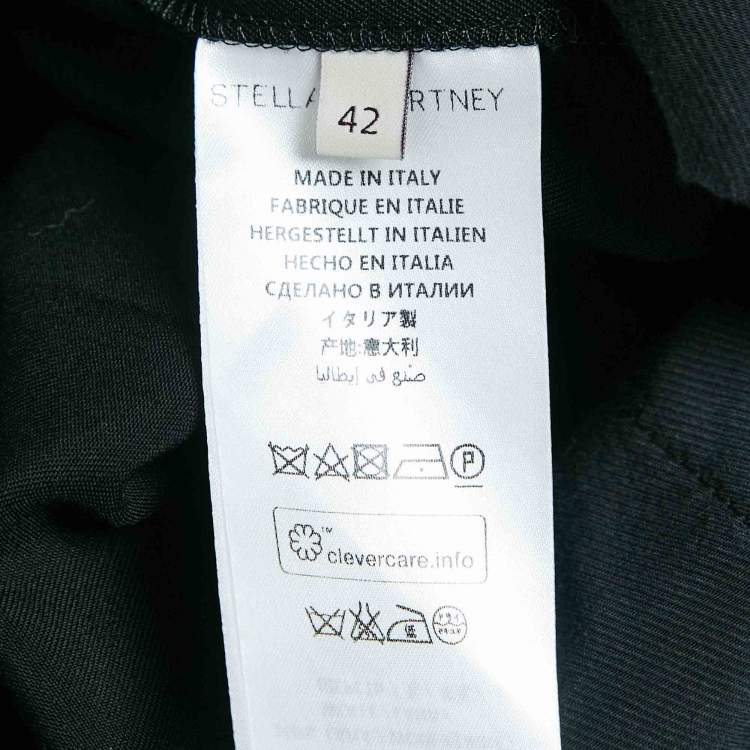 STELLA RTNEY
42
MADE IN ITALY
FABRIQUE EN ITALIE
HERGESTELLT IN ITALIEN
HECHO EN ITALIA
СДЕЛАНО В ИТАЛИИ
イタリア製
产地:意大利
صنع في إيطاليا
P
TM
clevercare.info